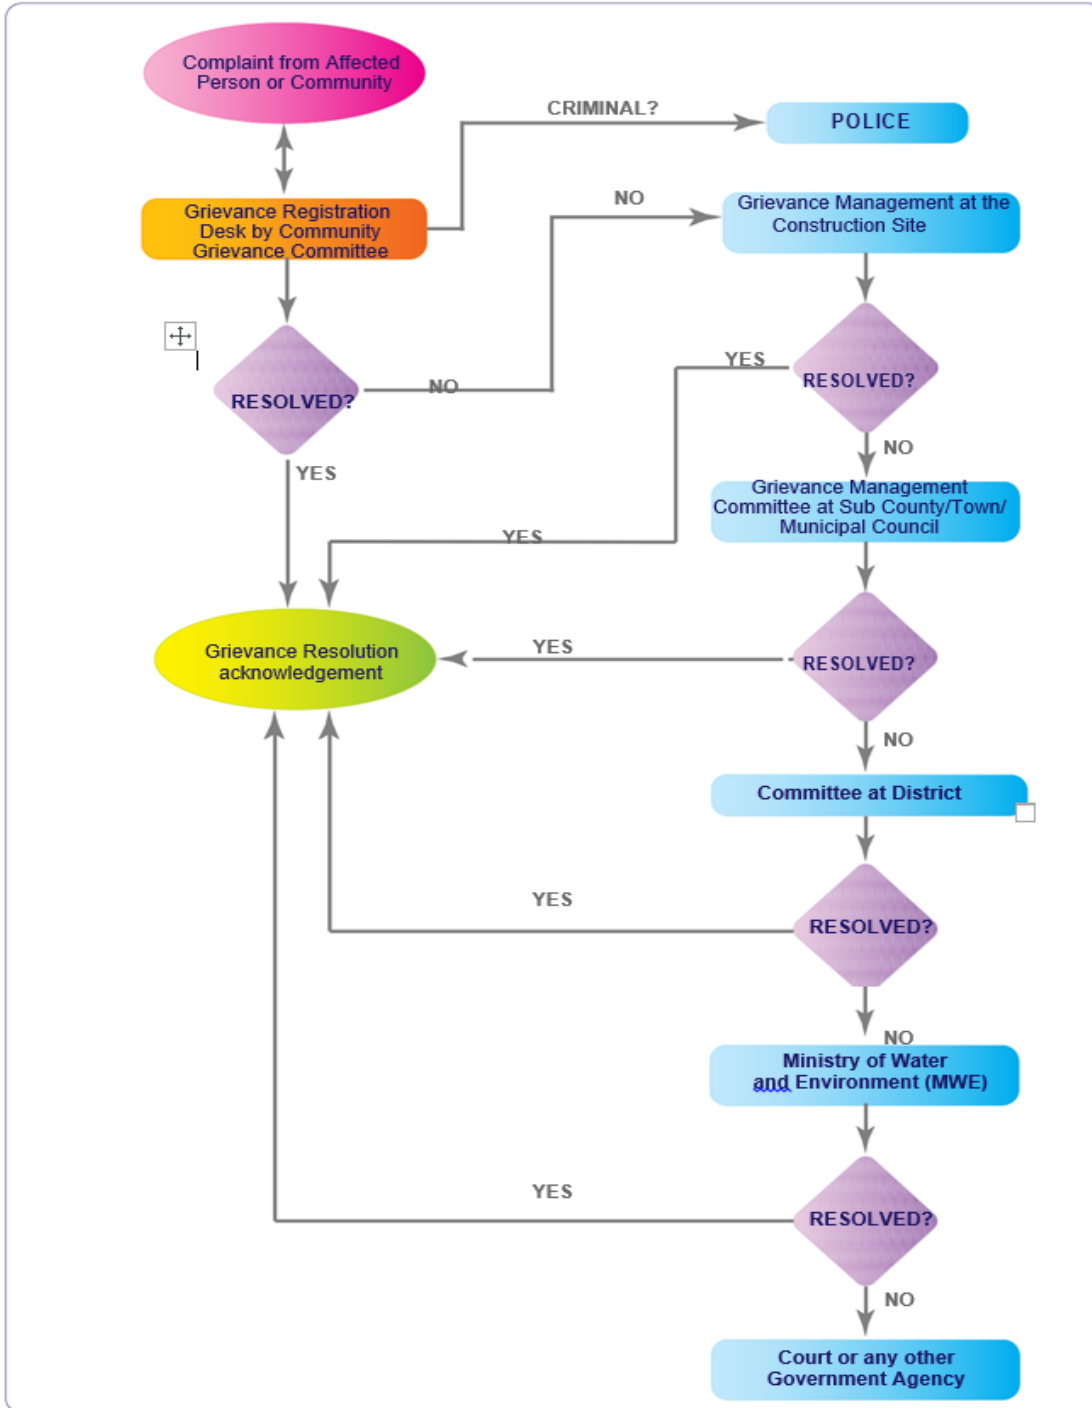 Complaint from Affected
Person or Community
CRIMINAL?
POLICE
Grievance Registration
Desk by Community
Grievance Committee
NO
Grievance Management at the
Construction Site
RESOLVED?
NO
YES
RESOLVED?
YES
NO
Grievance Management
Committee at Sub County/Town/
Municipal Council
YES
Grievance Resolution
acknowledgement
YES
RESOLVED?
NO
Committee at District
YES
RESOLVED?
NO
Ministry of Water
and Environment (MWE)
YES
RESOLVED?
NO
Court or any other
Government Agency